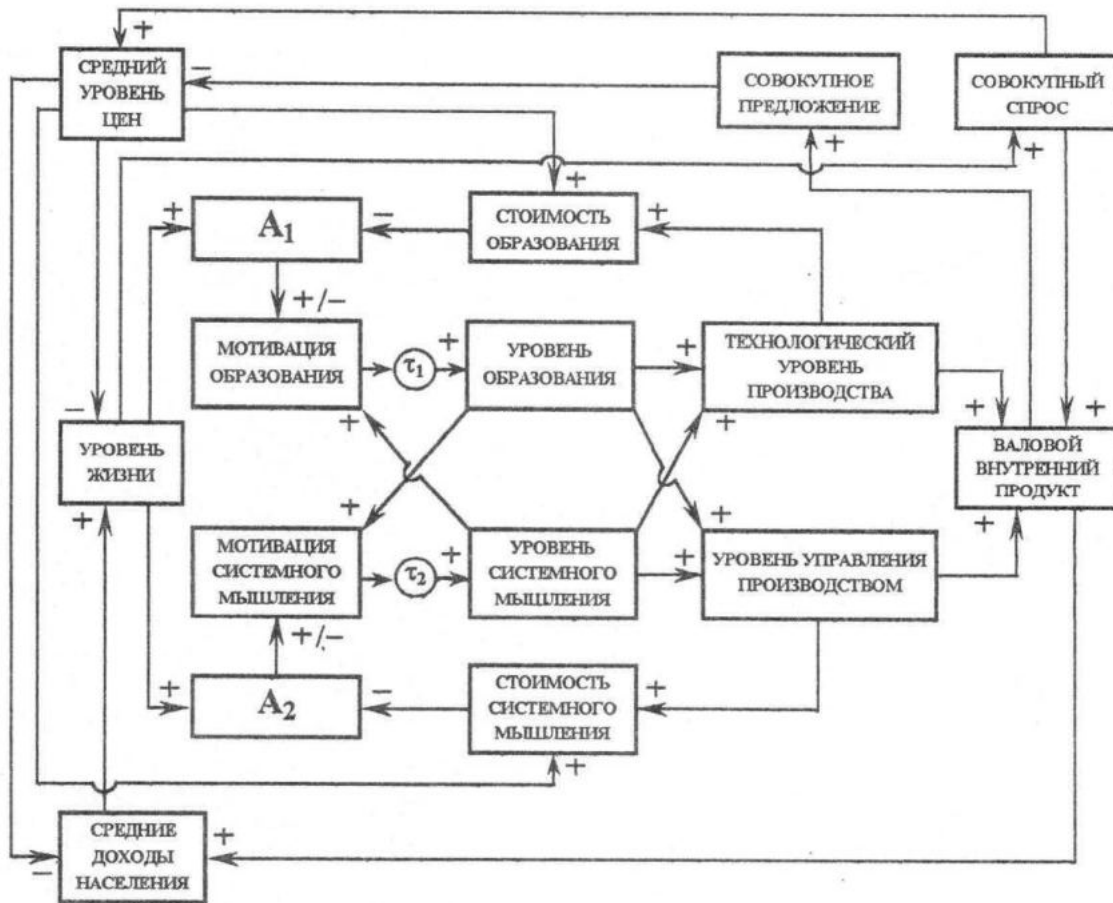 +
СРЕДНИЙ
УРОВЕНЬ
ЦЕН
−
СОВОКУПНОЕ
ПРЕДЛОЖЕНИЕ
СОВОКУПНЫЙ
СПРОС
+
+
+
A1
−
+
СТОИМОСТЬ
ОБРАЗОВАНИЯ
+
+/−
МОТИВАЦИЯ
ОБРАЗОВАНИЯ
τ1
+
УРОВЕНЬ
ОБРАЗОВАНИЯ
+
ТЕХНОЛОГИЧЕСКИЙ
УРОВЕНЬ
ПРОИЗВОДСТВА
−
+
+
+
+
УРОВЕНЬ
ЖИЗНИ
ВАЛОВОЙ
ВНУТРЕННИЙ
ПРОДУКТ
+
+
+
+
МОТИВАЦИЯ
СИСТЕМНОГО
МЫШЛЕНИЯ
τ2
+
УРОВЕНЬ
СИСТЕМНОГО
МЫШЛЕНИЯ
+
УРОВЕНЬ УПРАВЛЕНИЯ
ПРОИЗВОДСТВОМ
+/−
+
A2
−
СТОИМОСТЬ
СИСТЕМНОГО
МЫШЛЕНИЯ
+
+
СРЕДНИЕ
ДОХОДЫ
НАСЕЛЕНИЯ
+
−